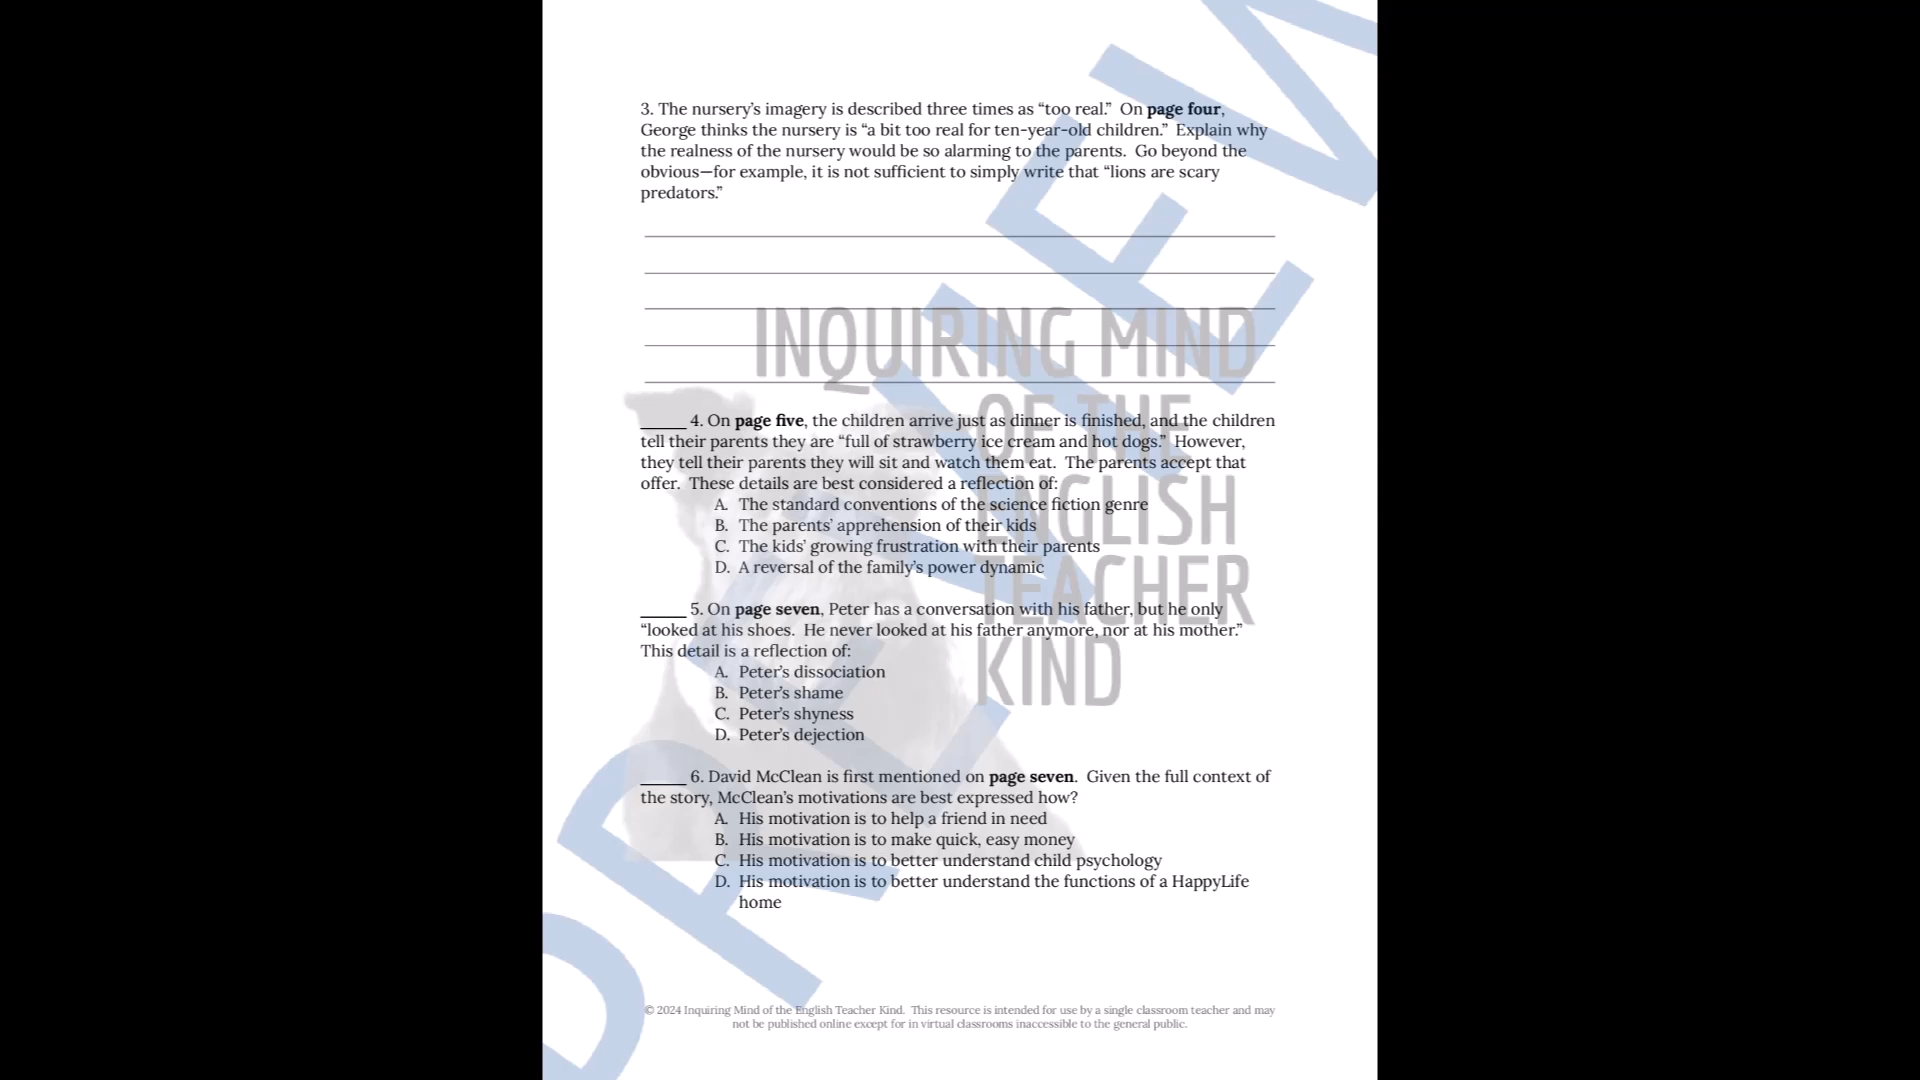 3. The nursery’s imagery is described three times as “too real.”  On page four,
George thinks the nursery is “a bit too real for ten-year-old children.”  Explain why
the realness of the nursery would be so alarming to the parents.  Go beyond the
obvious—for example, it is not sufficient to simply write that “lions are scary
predators.”
INQUIRING MIND
OF THE
ENGLISH
TEACHER
KIND
PREVIEW
_____ 4. On page five, the children arrive just as dinner is finished, and the children
tell their parents they are “full of strawberry ice cream and hot dogs.”  However,
they tell their parents they will sit and watch them eat.  The parents accept that
offer.  These details are best considered a reflection of:
A. The standard conventions of the science fiction genre
B. The parents’ apprehension of their kids
C. The kids’ growing frustration with their parents
D. A reversal of the family’s power dynamic
_____ 5. On page seven, Peter has a conversation with his father, but he only
“looked at his shoes.  He never looked at his father anymore, nor at his mother.”
This detail is a reflection of:
A. Peter’s dissociation
B. Peter’s shame
C. Peter’s shyness
D. Peter’s dejection
_____ 6. David McClean is first mentioned on page seven.  Given the full context of
the story, McClean’s motivations are best expressed how?
A. His motivation is to help a friend in need
B. His motivation is to make quick, easy money
C. His motivation is to better understand child psychology
D. His motivation is to better understand the functions of a HappyLife
home
© 2024 Inquiring Mind of the English Teacher Kind.  This resource is intended for use by a single classroom teacher and may
not be published online except for in virtual classrooms inaccessible to the general public.